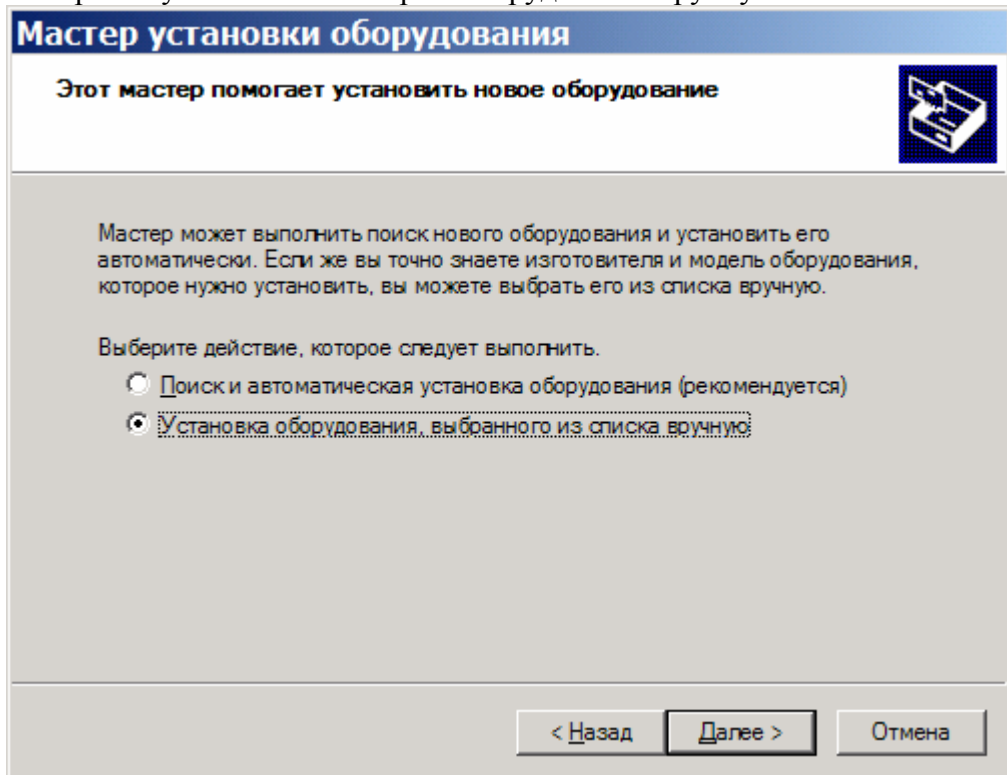 Мастер установки оборудования
Этот мастер помогает установить новое оборудование
Мастер может выполнить поиск нового оборудования и установить его
автоматически. Если же вы точно знаете изготовителя и модель оборудования,
которое нужно установить, вы можете выбрать его из списка вручную.
Выберите действие, которое следует выполнить.
Поиск и автоматическая установка оборудования (рекомендуется)
Установка оборудования, выбранного из списка вручную
< Назад Далее > Отмена